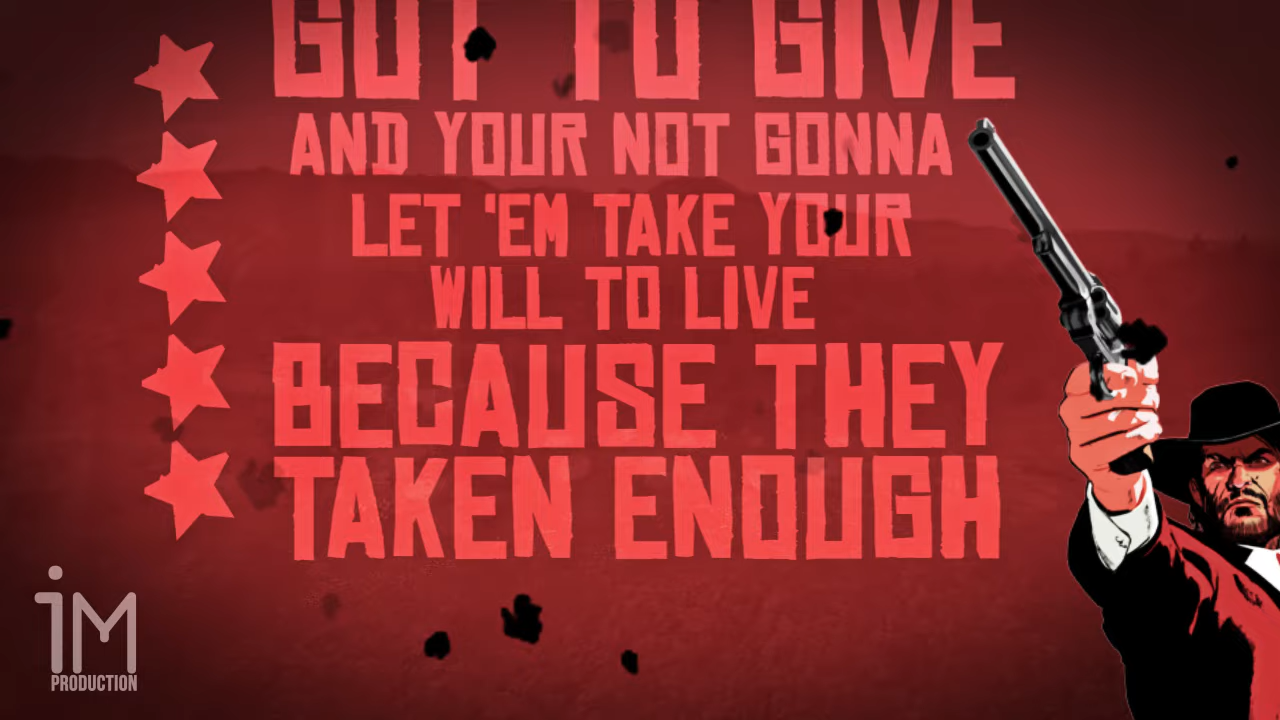 GOT TO GIVE
AND YOUR NOT GONNA
LET 'EM TAKE YOUR
WILL TO LIVE
BECAUSE THEY
TAKEN ENOUGH
iM
PRODUCTION